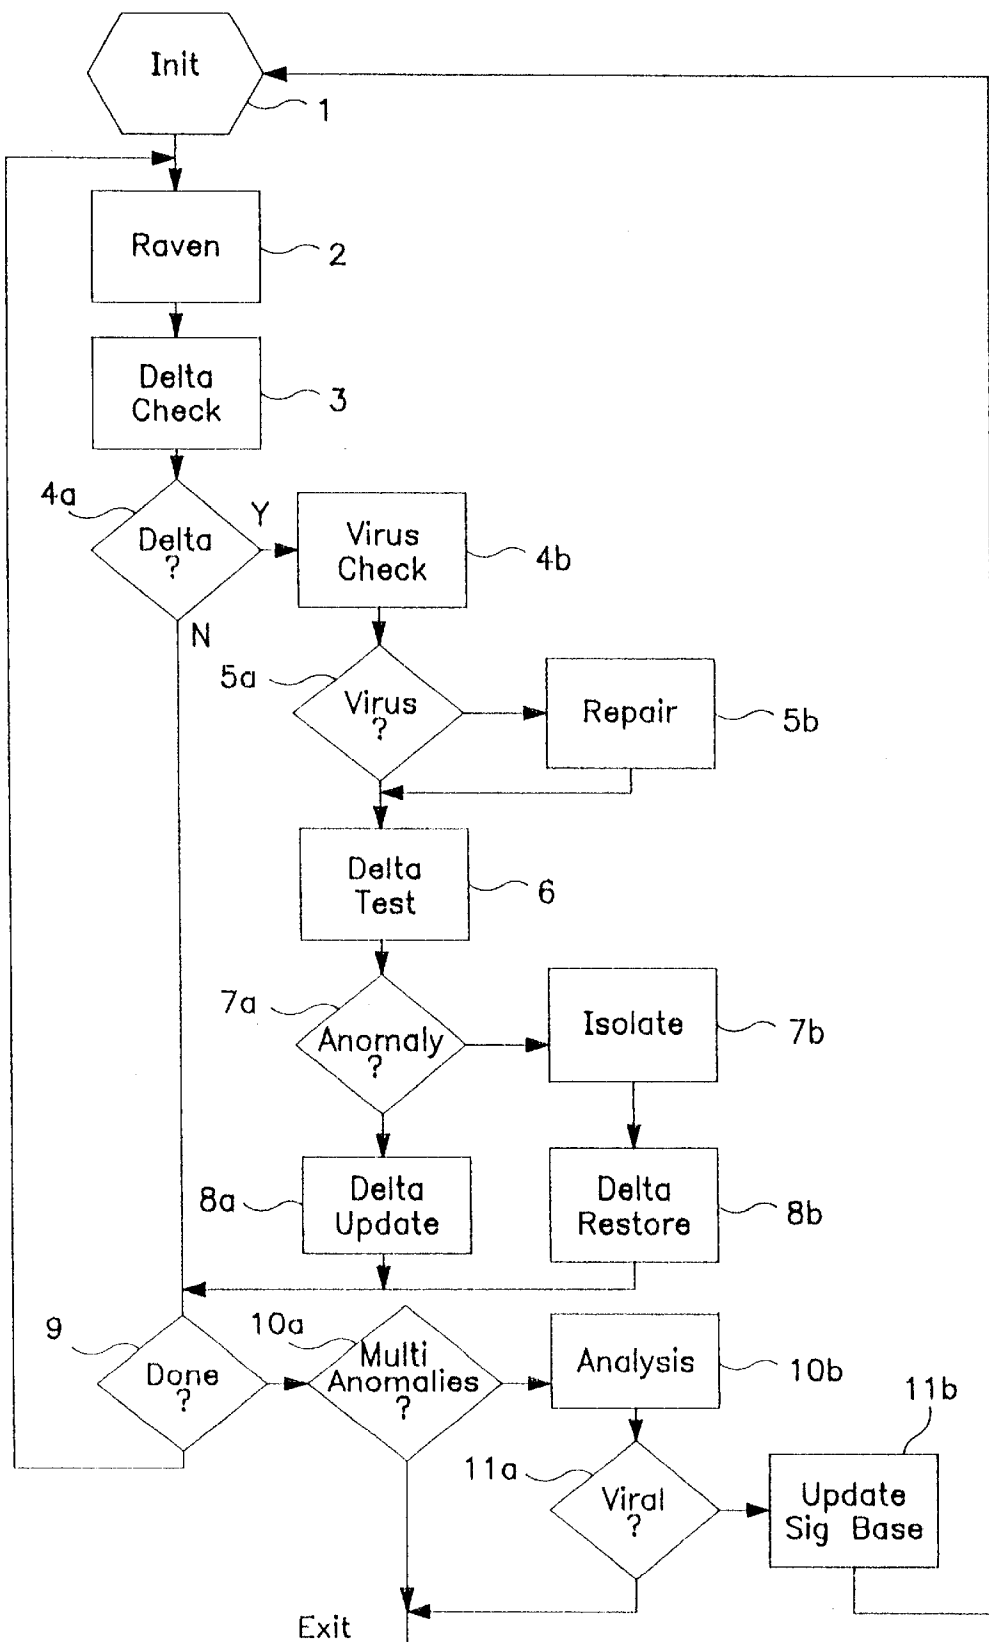 Init
1
Raven
2
Delta
Check
3
4a
Delta
?
Y
N
Virus
Check
4b
5a
Virus
?
Repair
5b
Delta
Test
6
7a
Anomaly
?
Isolate
7b
8a
Delta
Update
Delta
Restore
8b
9
Done
?
10a
Multi
Anomalies
?
Analysis
10b
11a
Viral
?
11b
Update
Sig Base
Exit